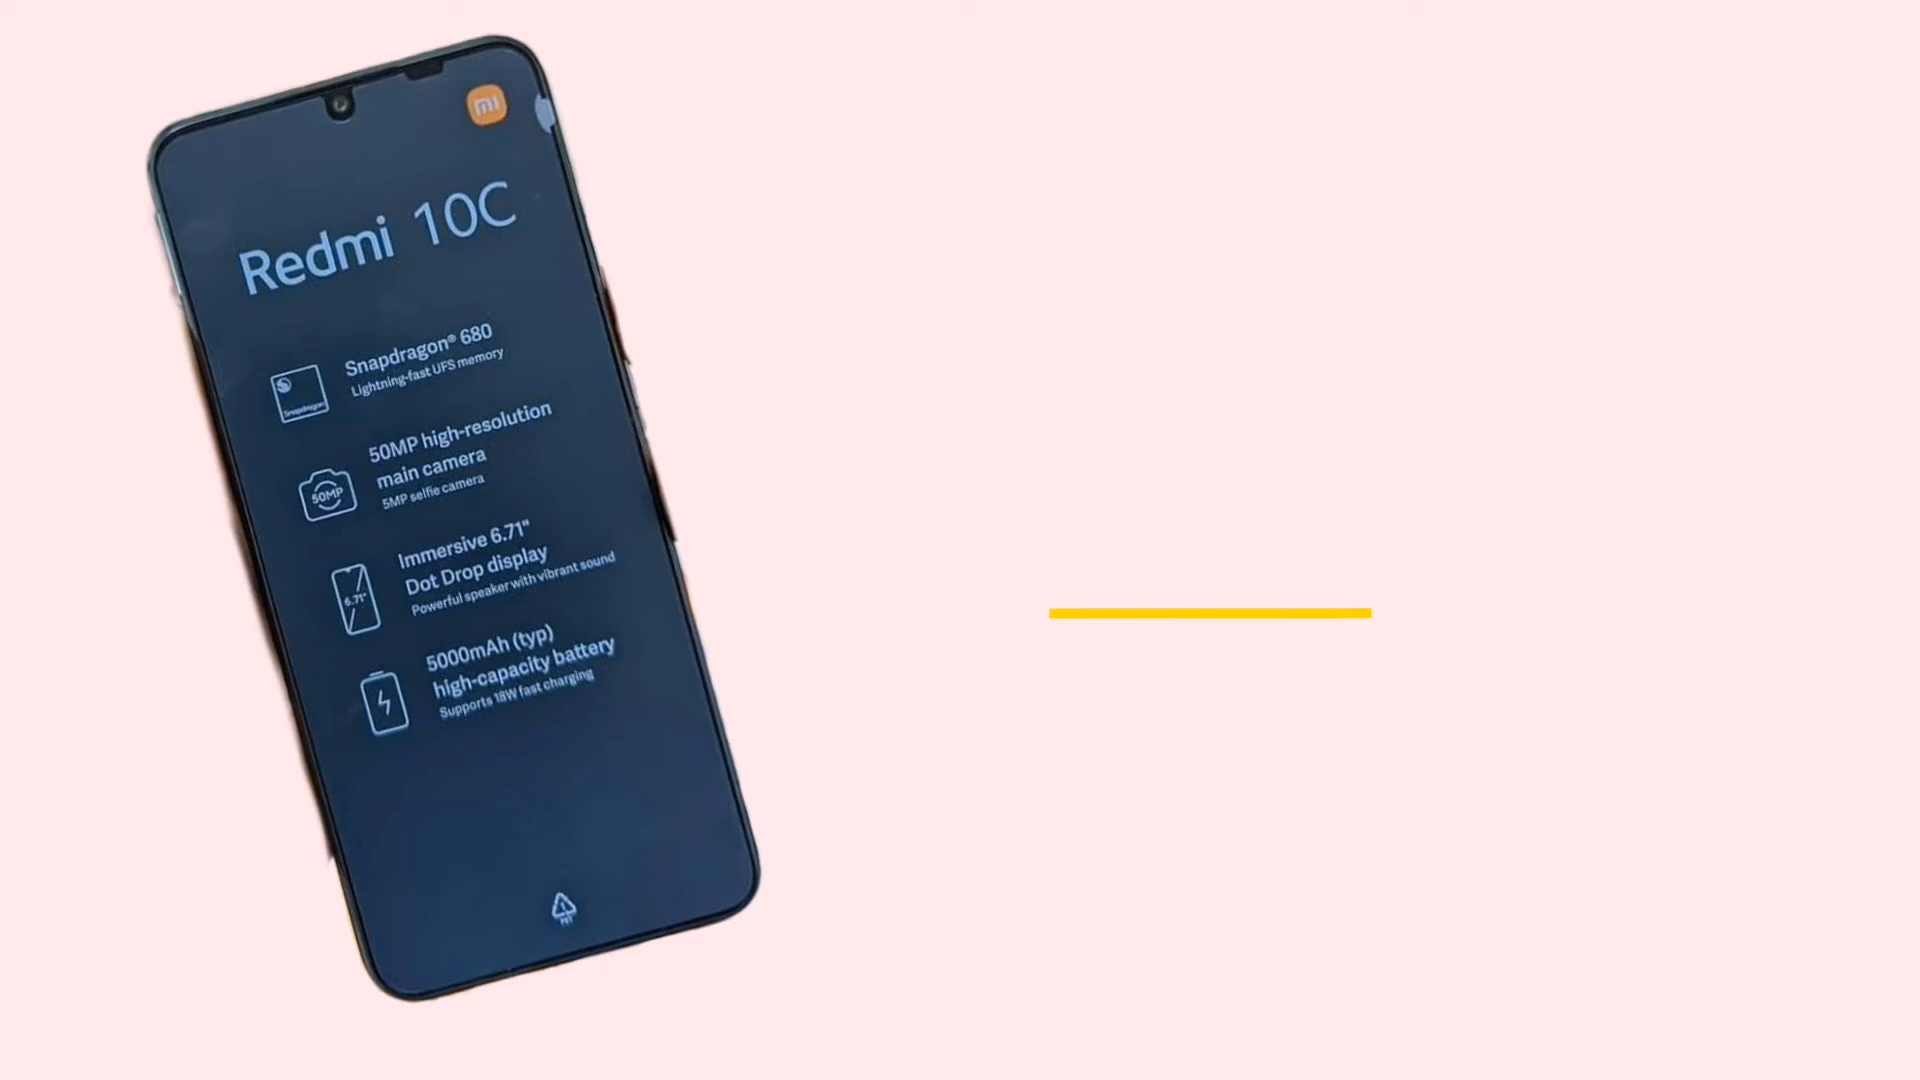 mi
Redmi 10C
Snapdragon® 680
Lightning-fast UFS memory
Snapdragon
50MP high-resolution
main camera
5MP selfie camera
50MP
Immersive 6.71"
Dot Drop display
Powerful speaker with vibrant sound
6.71"
5000mAh (typ)
high-capacity battery
Supports 18W fast charging